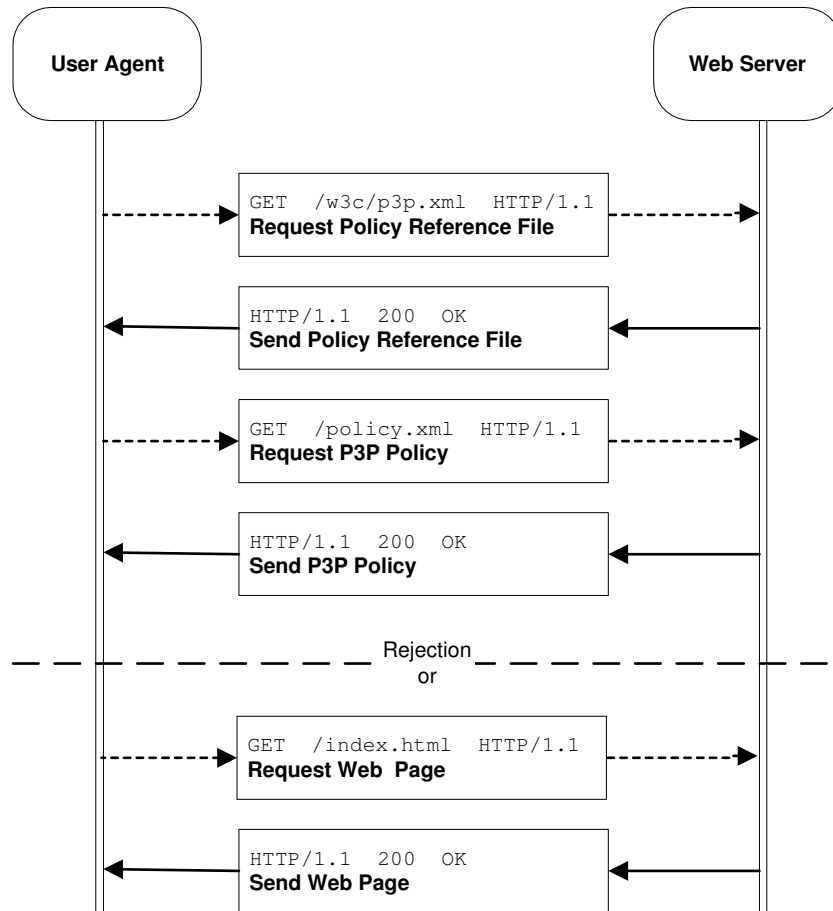 User Agent
Web Server
GET /w3c/p3p.xml HTTP/1.1
Request Policy Reference File
HTTP/1.1 200 OK
Send Policy Reference File
GET /policy.xml HTTP/1.1
Request P3P Policy
HTTP/1.1 200 OK
Send P3P Policy
Rejection
or
GET /index.html HTTP/1.1
Request Web Page
HTTP/1.1 200 OK
Send Web Page